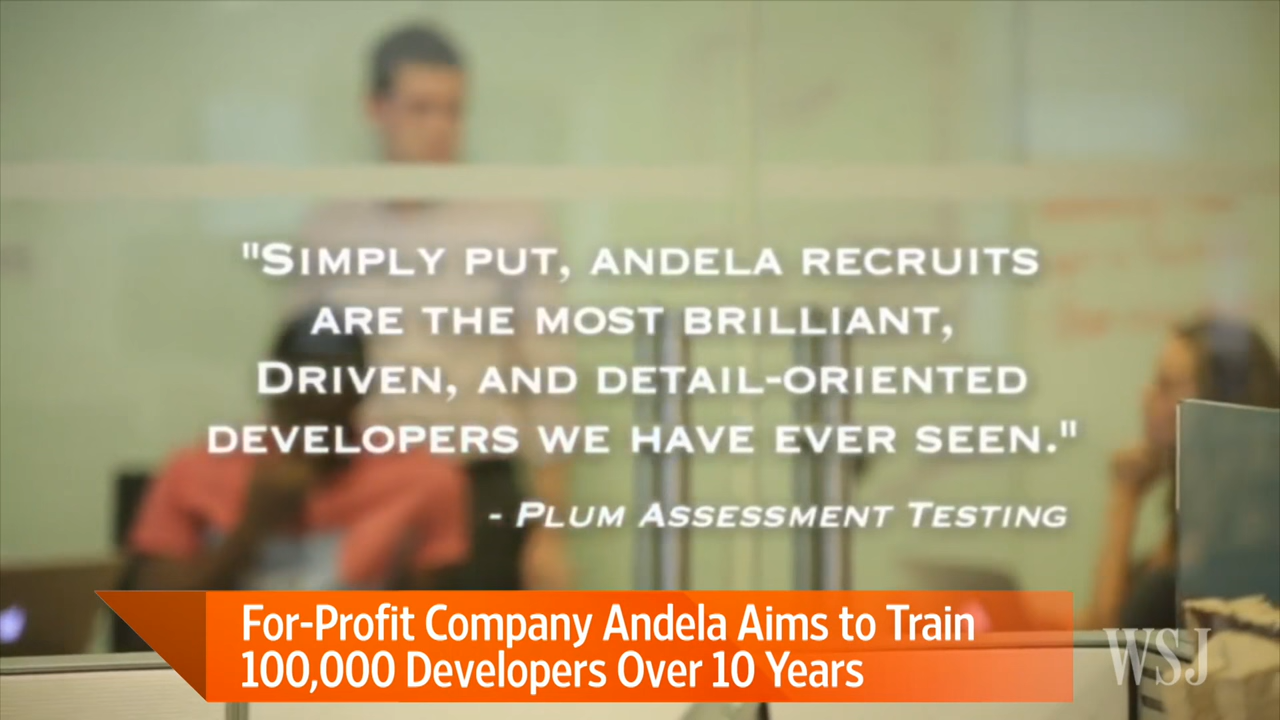 "Simply put, Andela recruits
are the most brilliant,
Driven, and detail-oriented
developers we have ever seen."
- Plum Assessment Testing
For-Profit Company Andela Aims to Train
100,000 Developers Over 10 Years
WSJ